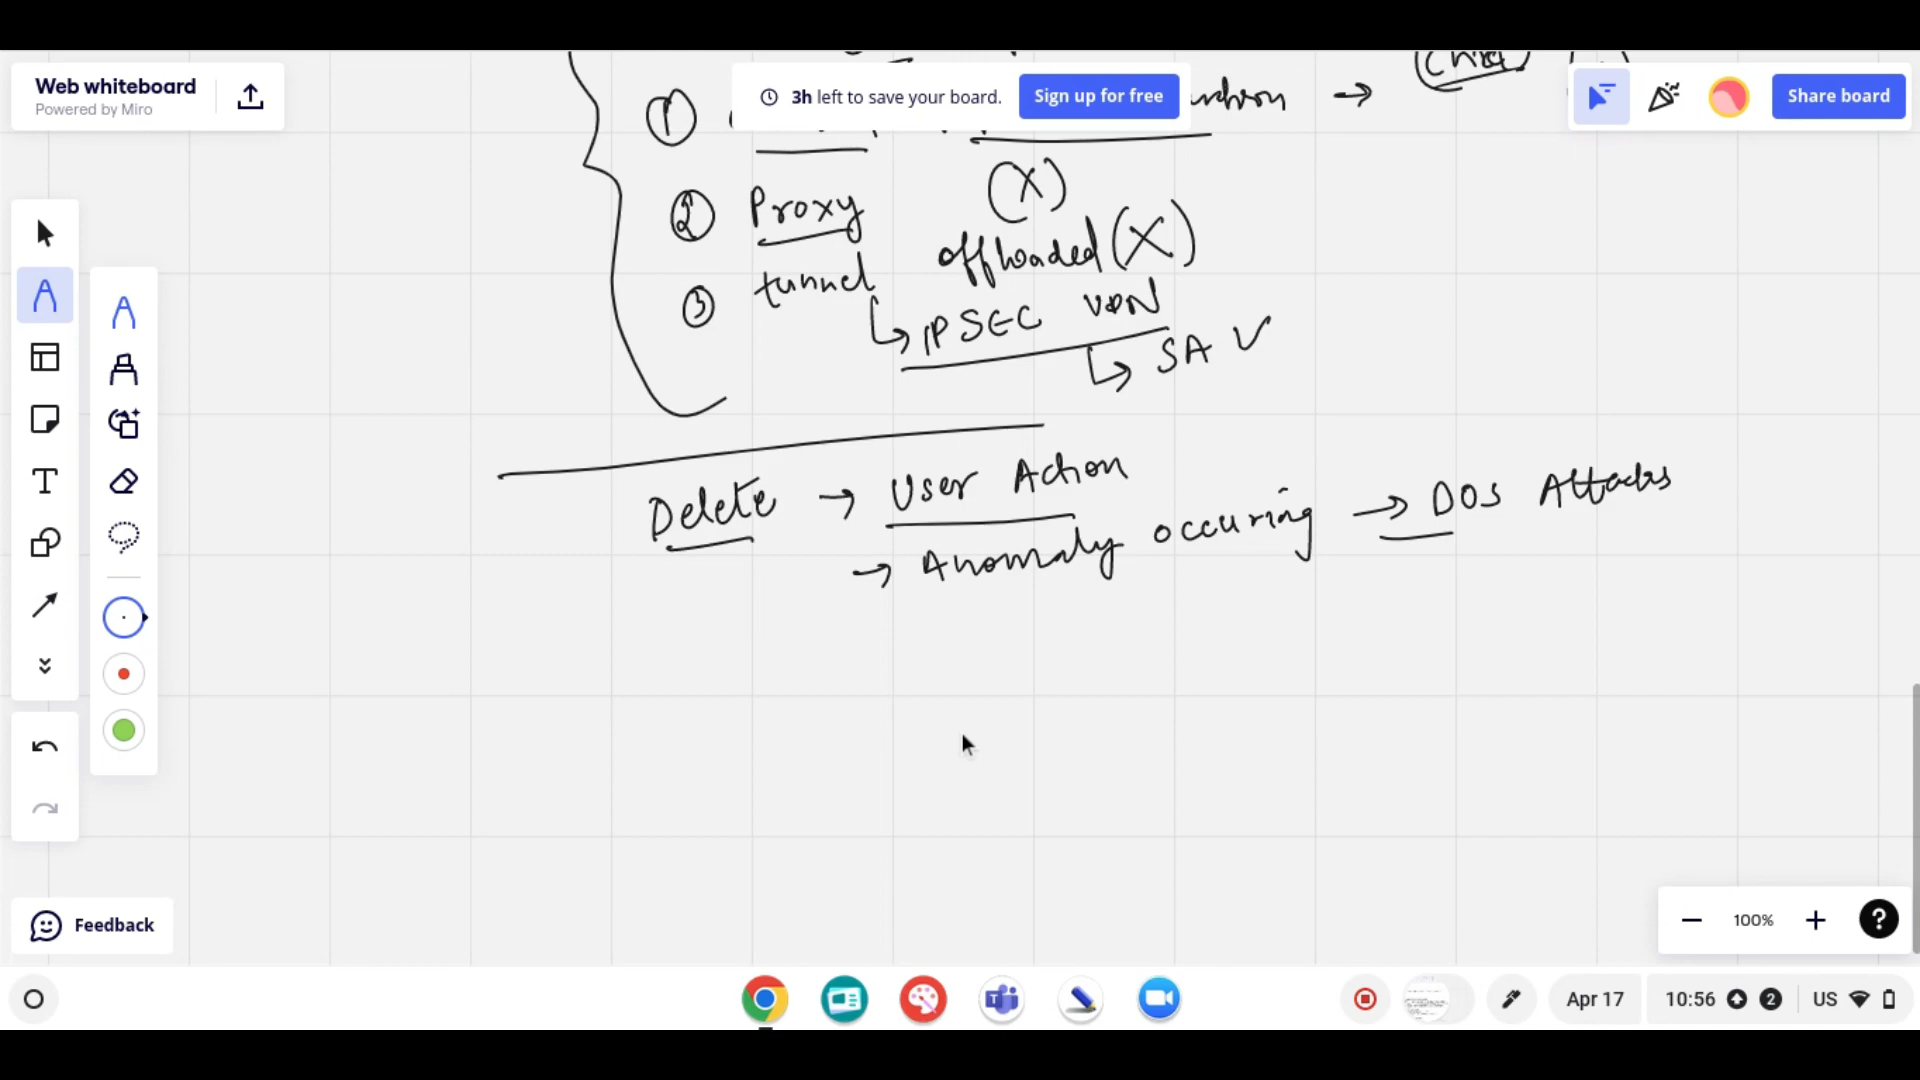 Web whiteboard
Powered by Miro
3h left to save your board.
Sign up for free
Share board
①
② Proxy
(X)
offloaded (X)
③ tunnel
↳ IPSEC VPN
↳ SA ✓
Delete → User Action
→ Anomaly occuring → DOS Attacks
T
Feedback
100%
?
Apr 17
10:56
2
US